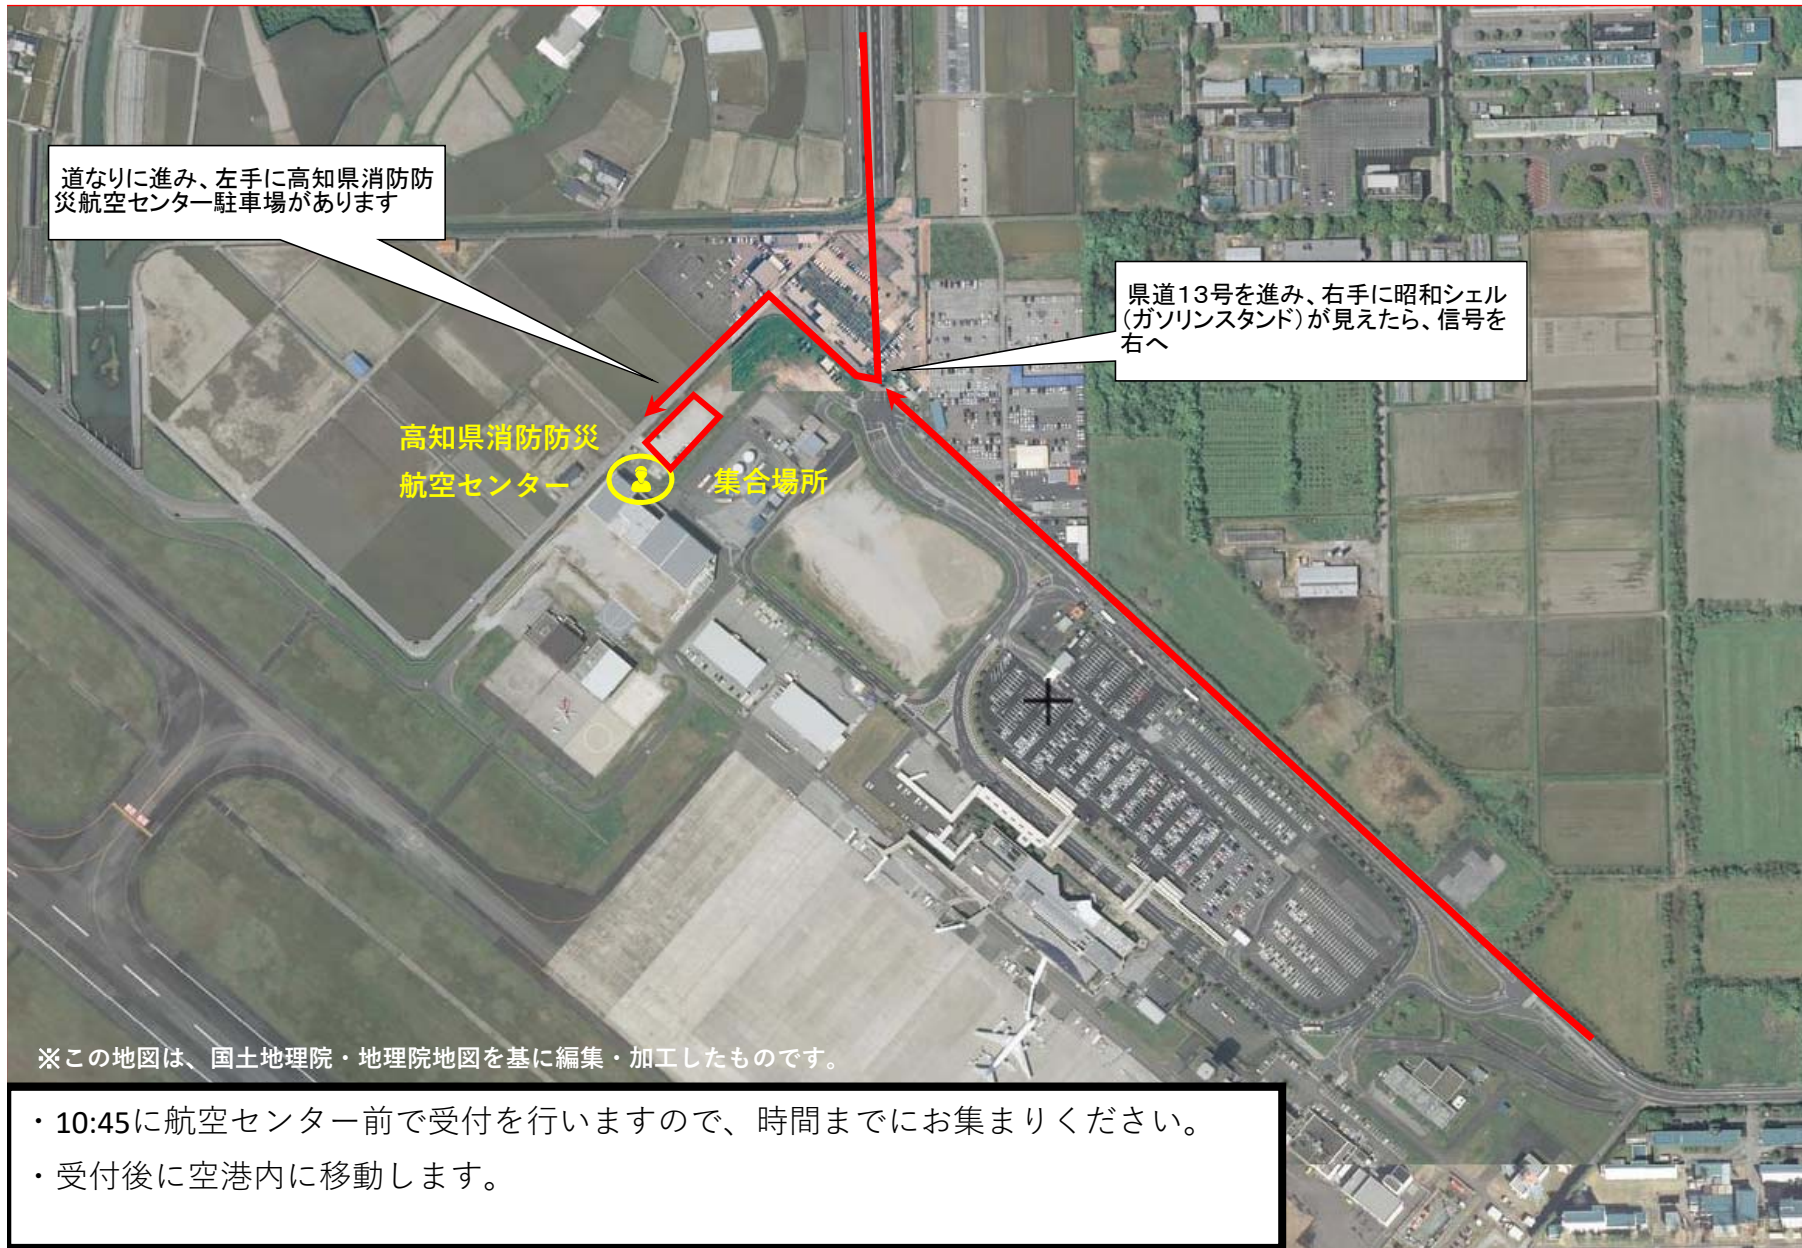 道なりに進み、左手に高知県消防防
災航空センター駐車場があります
県道１３号を進み、右手に昭和シェル
（ガソリンスタンド）が見えたら、信号を
右へ
高知県消防防災
航空センター
集合場所
※この地図は、国土地理院・地理院地図を基に編集・加工したものです。
・10:45に航空センター前で受付を行いますので、時間までにお集まりください。
・受付後に空港内に移動します。